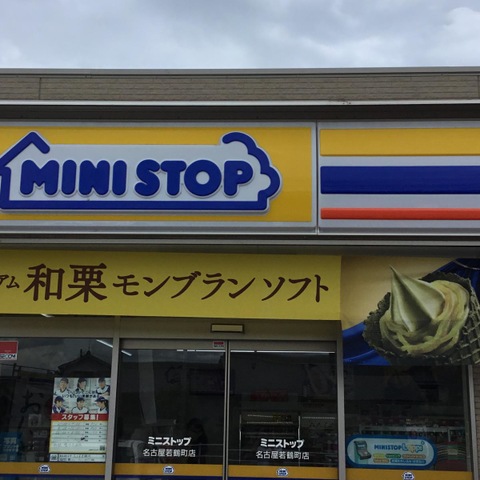 MINI STOP
アム 和栗モンブランソフト
スタッフ募集!
ミニストップ
名古屋若鶴町店
ミニストップ
名古屋若鶴町店
MINISTOP